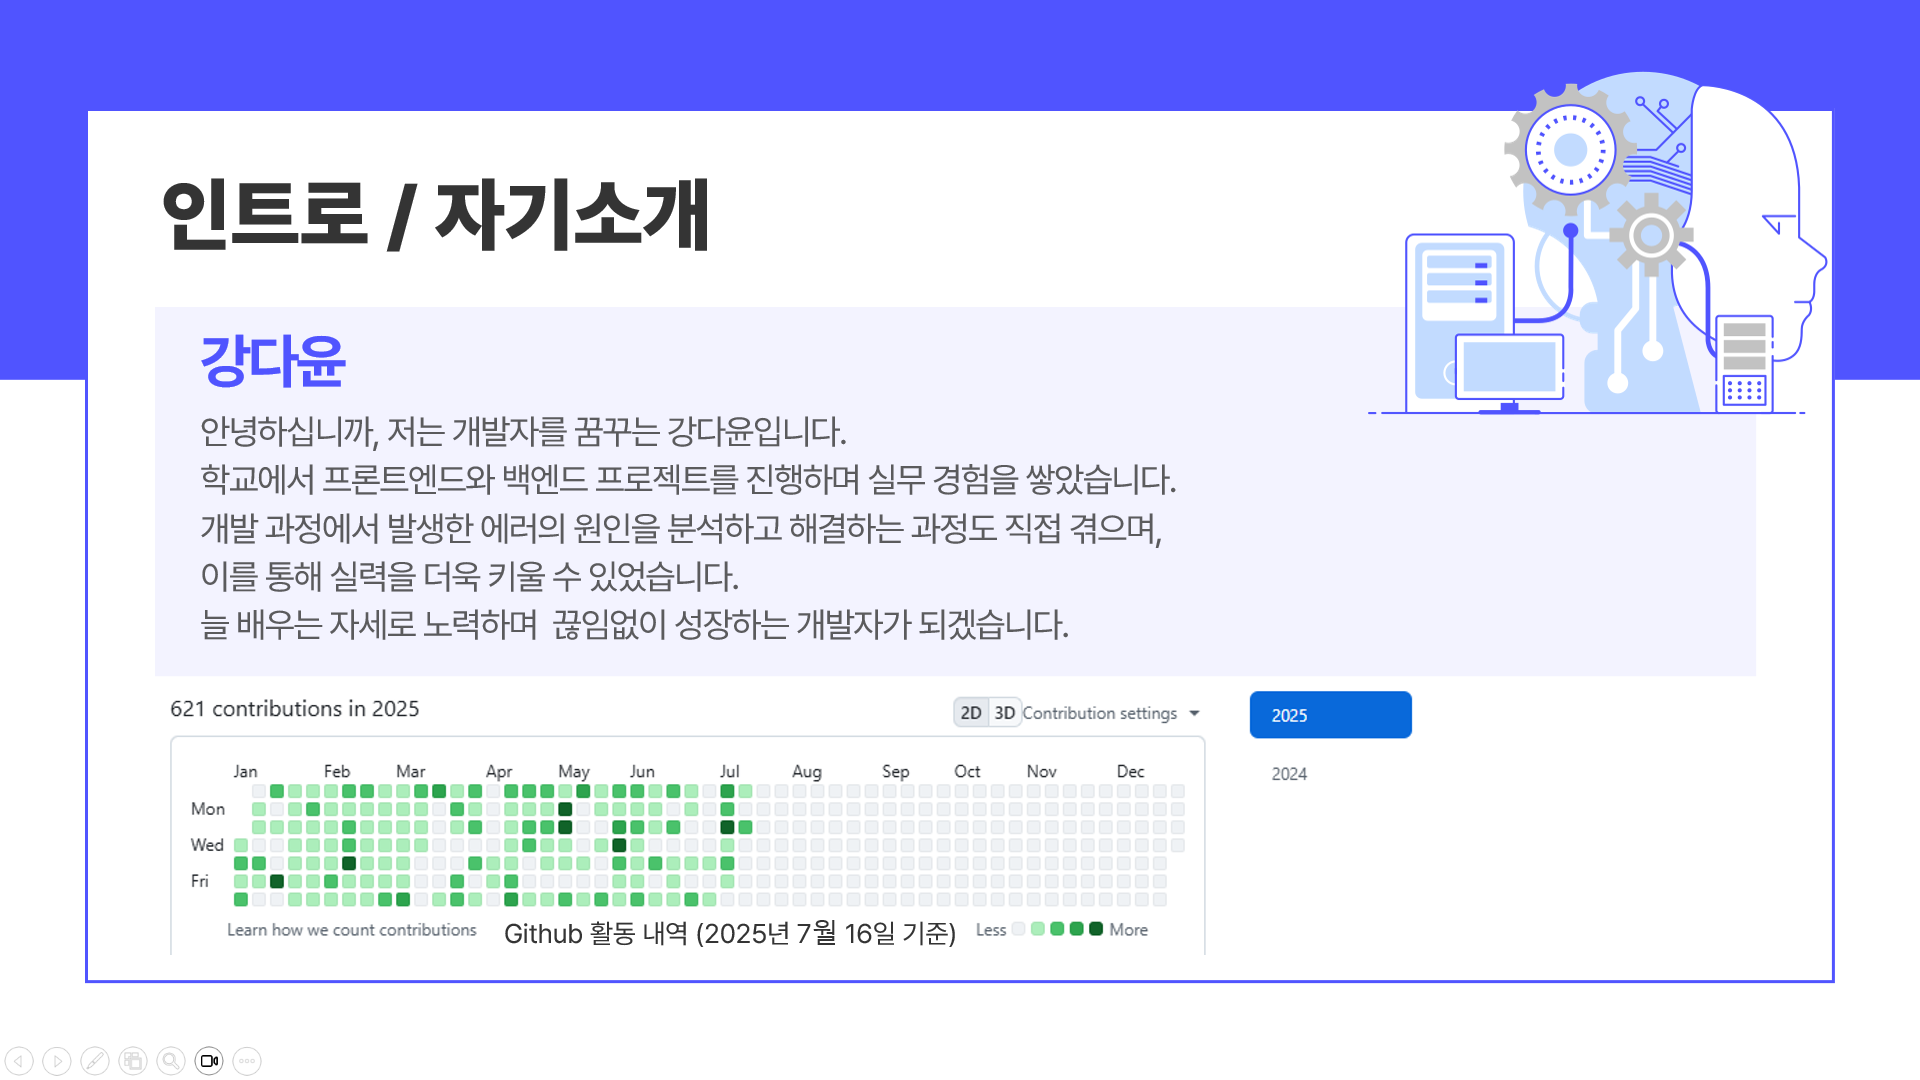 인트로 / 자기소개
강다윤
안녕하십니까, 저는 개발자를 꿈꾸는 강다윤입니다.
학교에서 프론트엔드와 백엔드 프로젝트를 진행하며 실무 경험을 쌓았습니다.
개발 과정에서 발생한 에러의 원인을 분석하고 해결하는 과정도 직접 겪으며,
이를 통해 실력을 더욱 키울 수 있었습니다.
늘 배우는 자세로 노력하며  끊임없이 성장하는 개발자가 되겠습니다.
621 contributions in 2025
2D 3D Contribution settings
2025
2024
Jan Feb Mar Apr May Jun Jul Aug Sep Oct Nov Dec
Mon
Wed
Fri
Learn how we count contributions
Github 활동 내역 (2025년 7월 16일 기준)
Less More